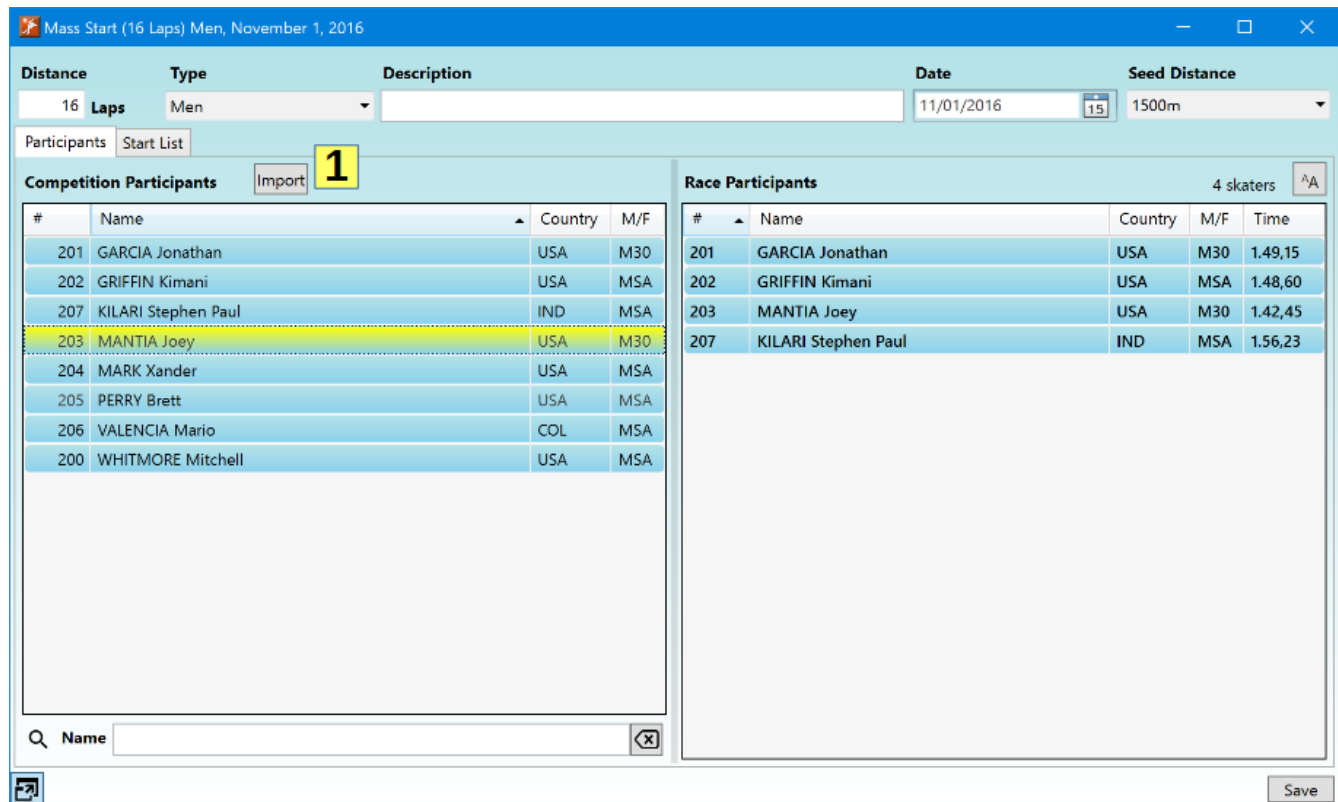 Mass Start (16 Laps) Men, November 1, 2016
Distance Type Description Date Seed Distance
16 Laps Men 11/01/2016 15 1500m
Participants Start List
Competition Participants Import 1 Race Participants 4 skaters ^A
# Name Country M/F # Name Country M/F Time
201 GARCIA Jonathan USA M30 201 GARCIA Jonathan USA M30 1.49,15
202 GRIFFIN Kimani USA MSA 202 GRIFFIN Kimani USA MSA 1.48,60
207 KILARI Stephen Paul IND MSA 203 MANTIA Joey USA M30 1.42,45
203 MANTIA Joey USA M30 207 KILARI Stephen Paul IND MSA 1.56,23
204 MARK Xander USA MSA
205 PERRY Brett USA MSA
206 VALENCIA Mario COL MSA
200 WHITMORE Mitchell USA MSA
Name
Save